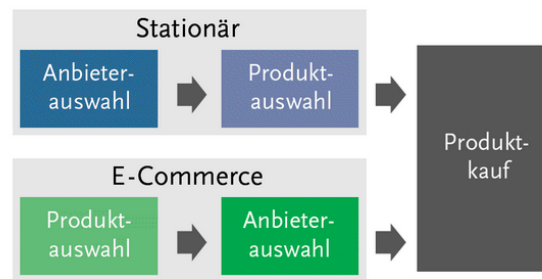 Stationär
Anbieter-
auswahl
Produkt-
auswahl
E-Commerce
Produkt-
auswahl
Anbieter-
auswahl
Produkt-
kauf